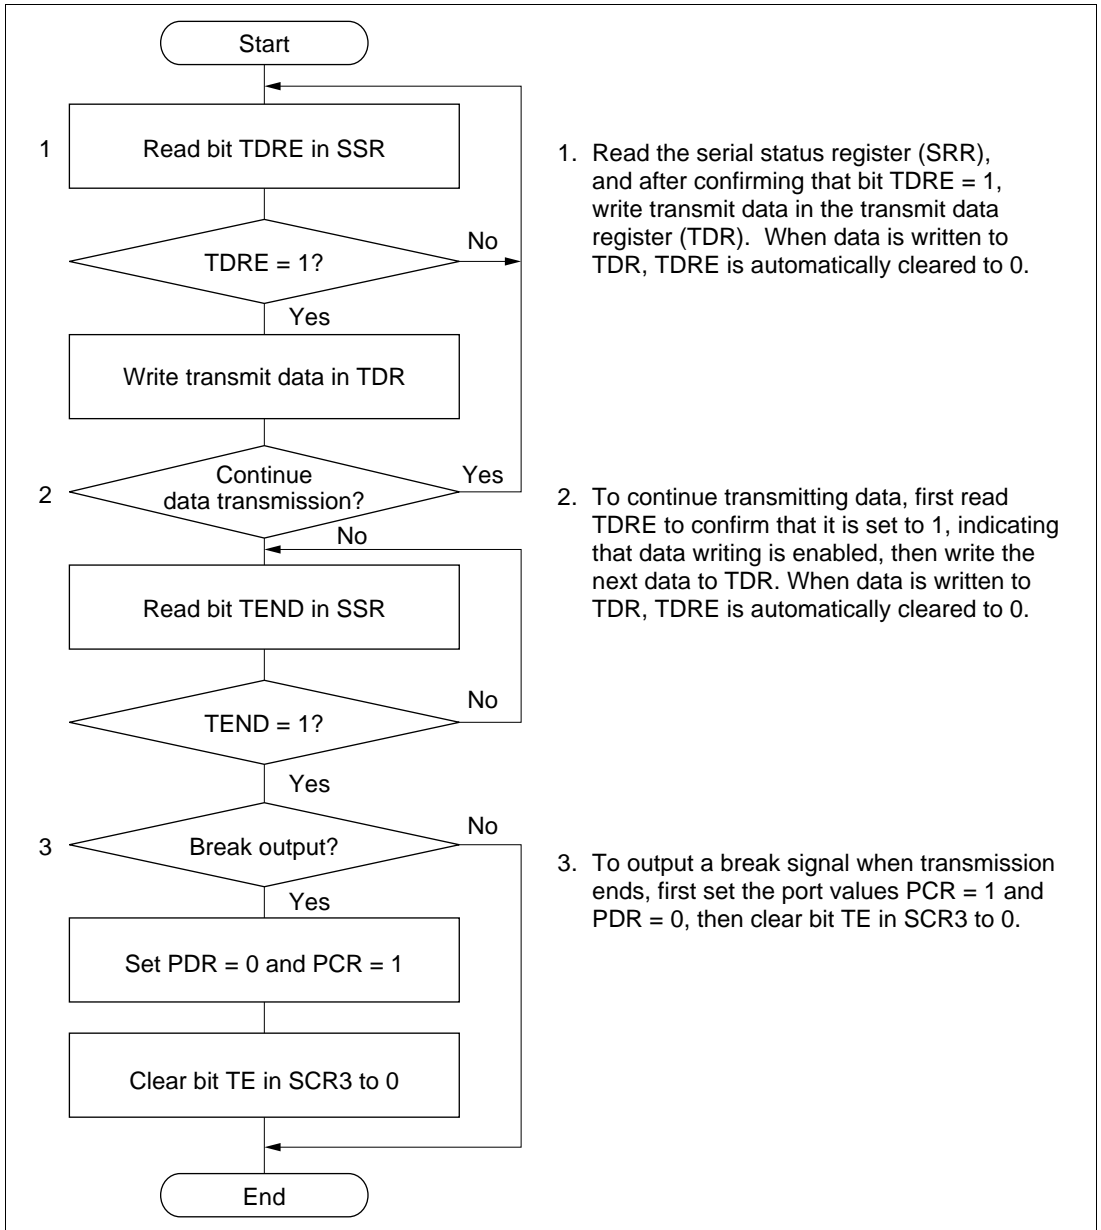 Start
1
Read bit TDRE in SSR
TDRE = 1?
No
Yes
Write transmit data in TDR
2
Continue
data transmission?
Yes
No
Read bit TEND in SSR
TEND = 1?
No
Yes
3
Break output?
No
Yes
Set PDR = 0 and PCR = 1
Clear bit TE in SCR3 to 0
End
1. Read the serial status register (SRR),
and after confirming that bit TDRE = 1,
write transmit data in the transmit data
register (TDR). When data is written to
TDR, TDRE is automatically cleared to 0.
2. To continue transmitting data, first read
TDRE to confirm that it is set to 1, indicating
that data writing is enabled, then write the
next data to TDR. When data is written to
TDR, TDRE is automatically cleared to 0.
3. To output a break signal when transmission
ends, first set the port values PCR = 1 and
PDR = 0, then clear bit TE in SCR3 to 0.